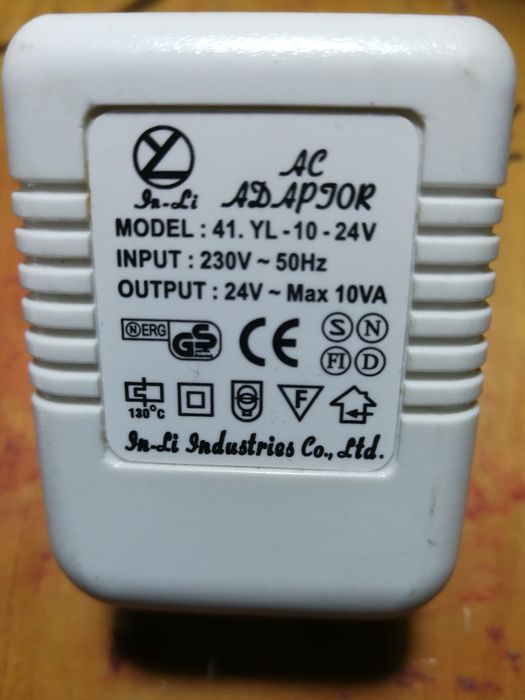 AC
In-Li ADAPTOR
MODEL : 41. YL - 10 - 24V
INPUT : 230V ~ 50Hz
OUTPUT : 24V ~ Max 10VA
N ERG GS CE S N
FI D
130°C F
In-Li Industries Co., Ltd.